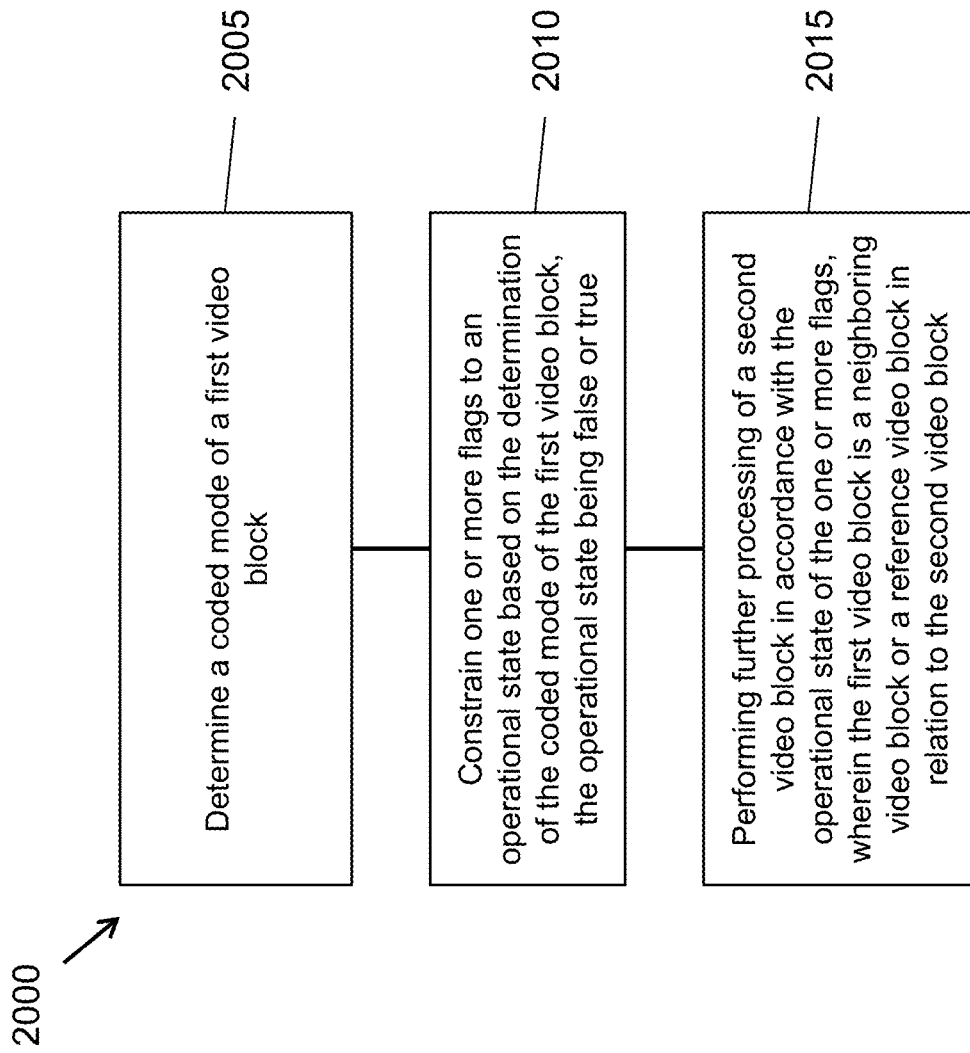 2000
Determine a coded mode of a first video
block
2005
Constrain one or more flags to an
operational state based on the determination
of the coded mode of the first video block,
the operational state being false or true
2010
Performing further processing of a second
video block in accordance with the
operational state of the one or more flags,
wherein the first video block is a neighboring
video block or a reference video block in
relation to the second video block
2015